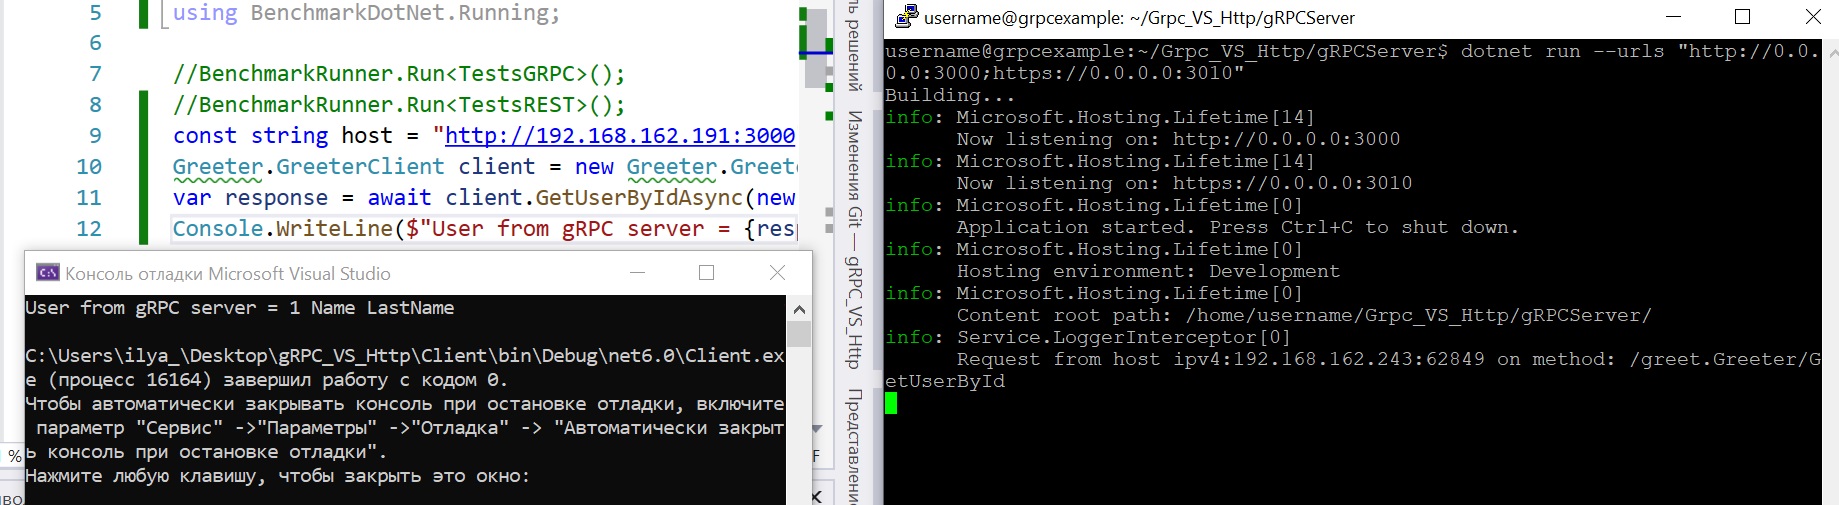 5 using BenchmarkDotNet.Running;
6
7 //BenchmarkRunner.Run<TestsGRPC>();
8 //BenchmarkRunner.Run<TestsREST>();
9 const string host = "http://192.168.162.191:3000
10 Greeter.GreeterClient client = new Greeter.Greet
11 var response = await client.GetUserByIdAsync(new
12 Console.WriteLine($"User from gRPC server = {res
Консоль отладки Microsoft Visual Studio
User from gRPC server = 1 Name LastName
C:\Users\ilya_\Desktop\gRPC_VS_Http\Client\bin\Debug\net6.0\Client.ex
e (процесс 16164) завершил работу с кодом 0.
Чтобы автоматически закрывать консоль при остановке отладки, включите
параметр "Сервис" ->"Параметры" ->"Отладка" -> "Автоматически закрыт
ь консоль при остановке отладки".
Нажмите любую клавишу, чтобы закрыть это окно:
%
F
ль решений
Изменения Git — gRPC_VS_Http
Представление
username@grpcexample: ~/Grpc_VS_Http/gRPCServer
username@grpcexample:~/Grpc_VS_Http/gRPCServer$ dotnet run --urls "http://0.0.
0.0:3000;https://0.0.0.0:3010"
Building...
info: Microsoft.Hosting.Lifetime[14]
Now listening on: http://0.0.0.0:3000
info: Microsoft.Hosting.Lifetime[14]
Now listening on: https://0.0.0.0:3010
info: Microsoft.Hosting.Lifetime[0]
Application started. Press Ctrl+C to shut down.
info: Microsoft.Hosting.Lifetime[0]
Hosting environment: Development
info: Microsoft.Hosting.Lifetime[0]
Content root path: /home/username/Grpc_VS_Http/gRPCServer/
info: Service.LoggerInterceptor[0]
Request from host ipv4:192.168.162.243:62849 on method: /greet.Greeter/G
etUserById